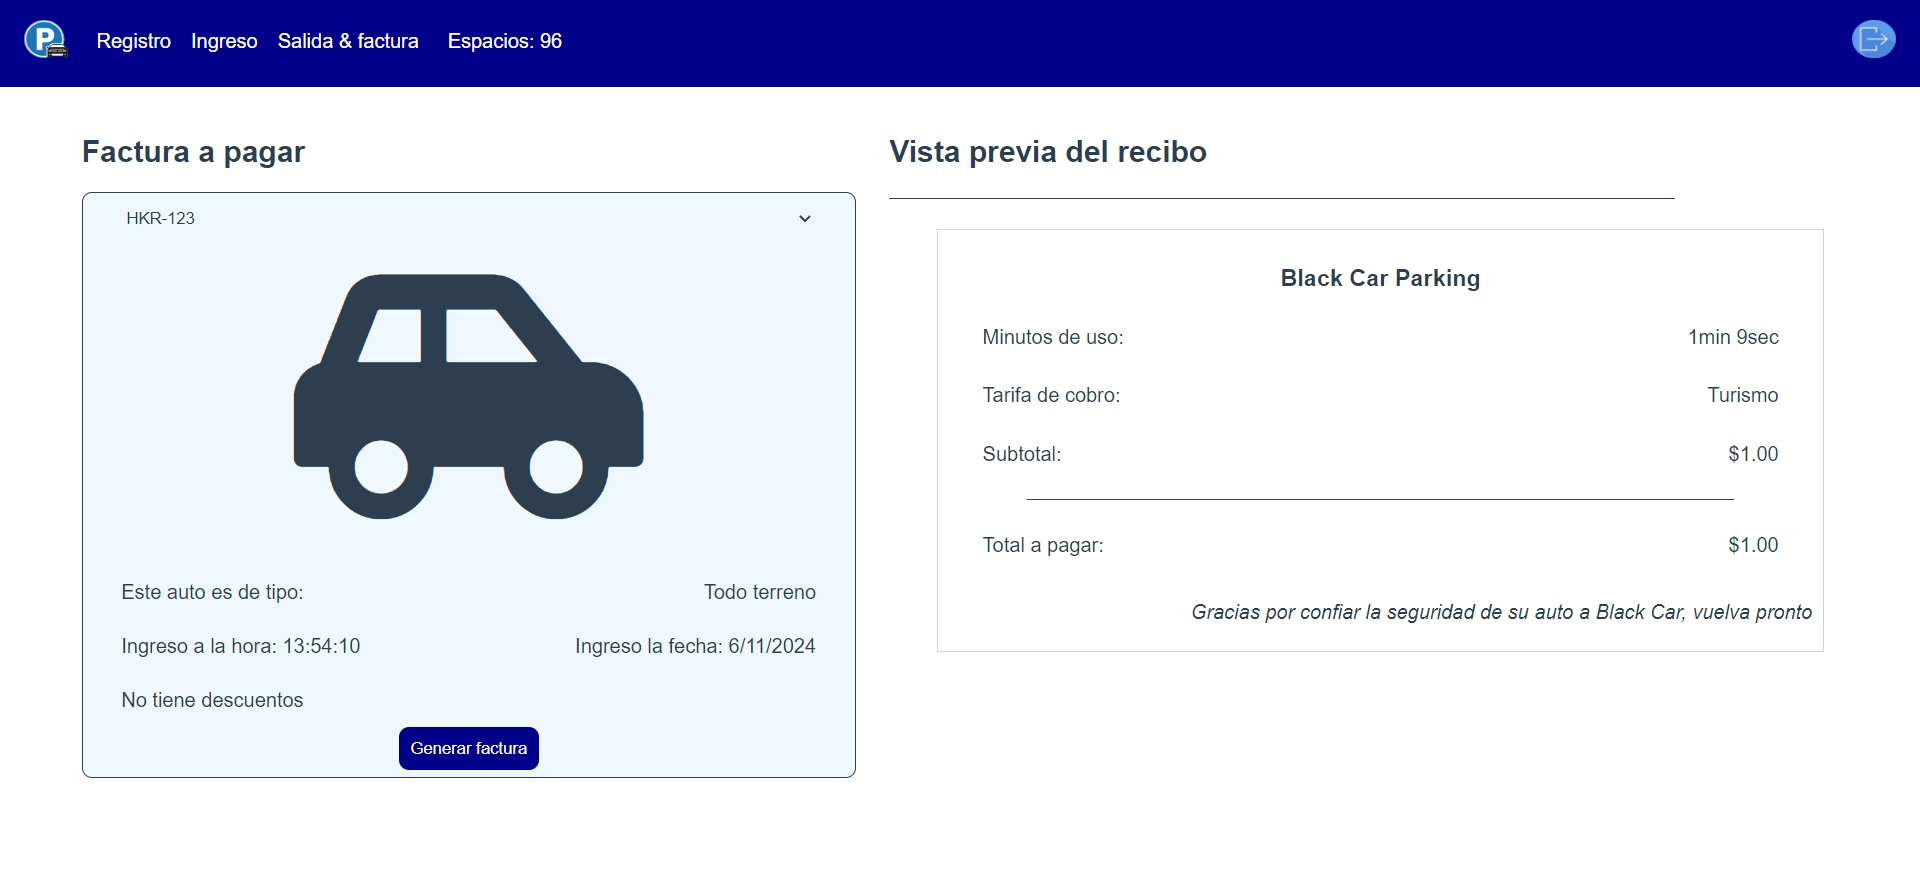 P
Registro Ingreso Salida & factura Espacios: 96
Factura a pagar
HKR-123
Este auto es de tipo: Todo terreno
Ingreso a la hora: 13:54:10 Ingreso la fecha: 6/11/2024
No tiene descuentos
Generar factura
Vista previa del recibo
Black Car Parking
Minutos de uso: 1min 9sec
Tarifa de cobro: Turismo
Subtotal: $1.00
Total a pagar: $1.00
Gracias por confiar la seguridad de su auto a Black Car, vuelva pronto